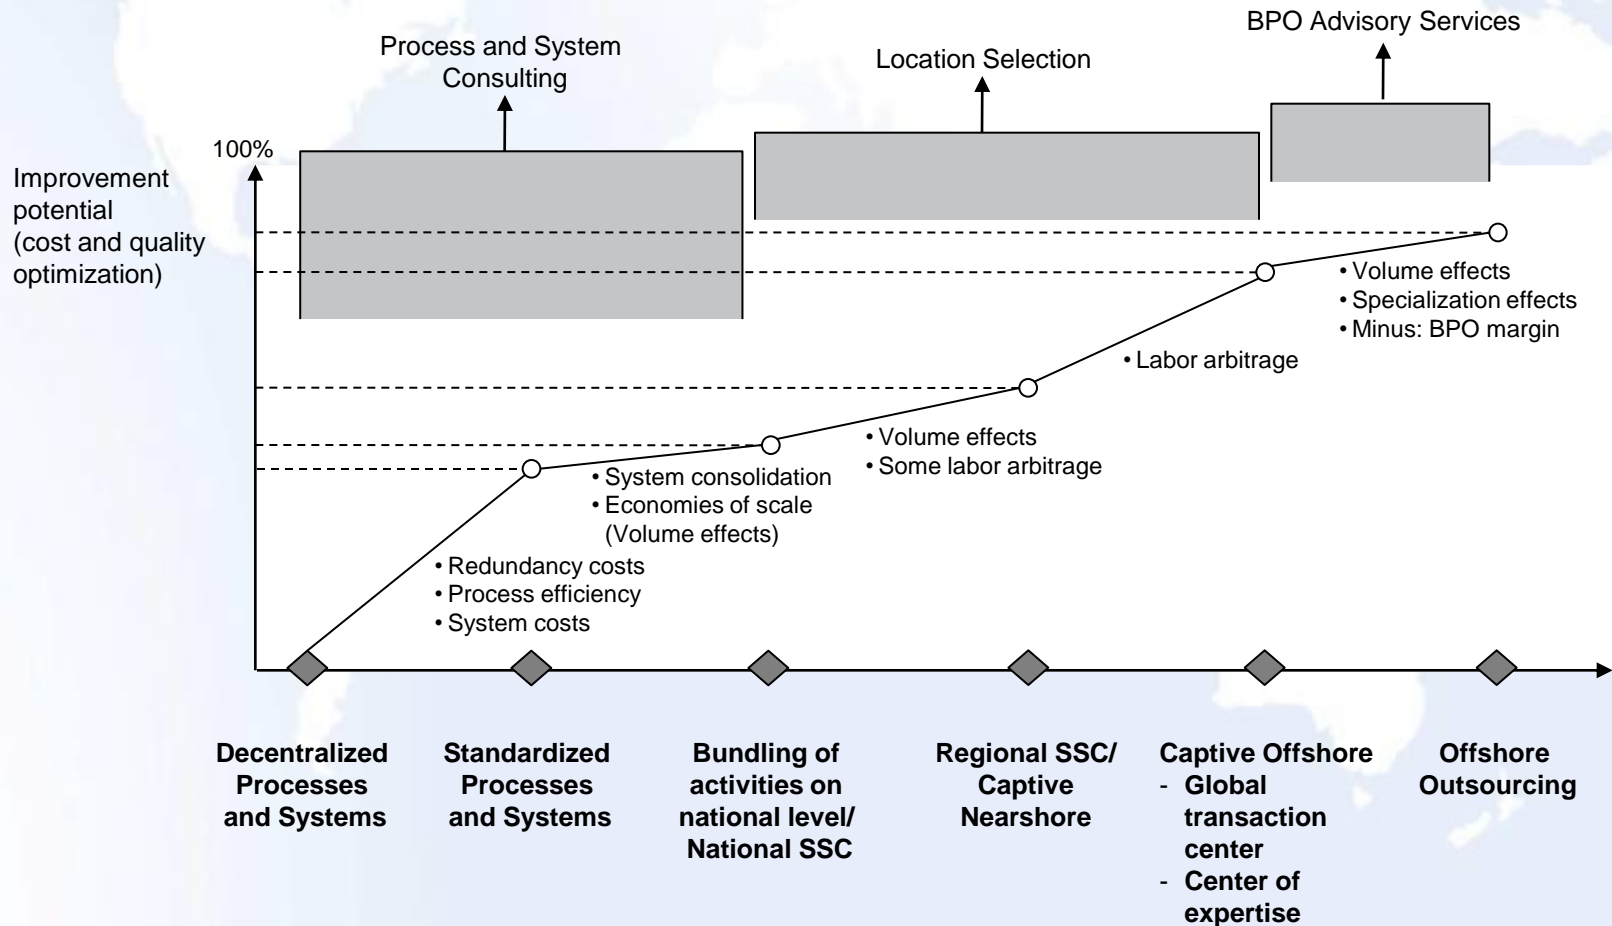 BPO Advisory Services
Process and System
Consulting
Location Selection
100%
Improvement
potential
(cost and quality
optimization)
• Volume effects
• Specialization effects
• Minus: BPO margin
• Labor arbitrage
• Volume effects
• Some labor arbitrage
• System consolidation
• Economies of scale
(Volume effects)
• Redundancy costs
• Process efficiency
• System costs
Decentralized
Processes
and Systems
Standardized
Processes
and Systems
Bundling of
activities on
national level/
National SSC
Regional SSC/
Captive
Nearshore
Captive Offshore
- Global
transaction
center
- Center of
expertise
Offshore
Outsourcing